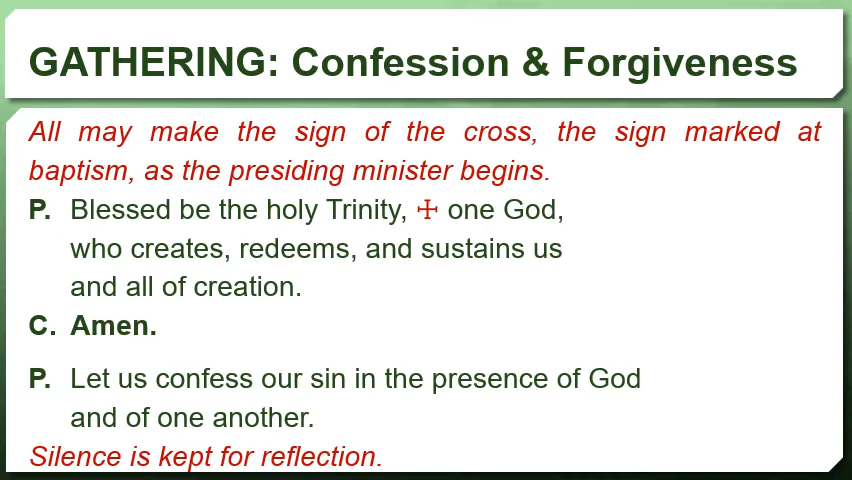 GATHERING: Confession & Forgiveness
All may make the sign of the cross, the sign marked at
baptism, as the presiding minister begins.
P. Blessed be the holy Trinity, ☩ one God,
who creates, redeems, and sustains us
and all of creation.
C. Amen.
P. Let us confess our sin in the presence of God
and of one another.
Silence is kept for reflection.